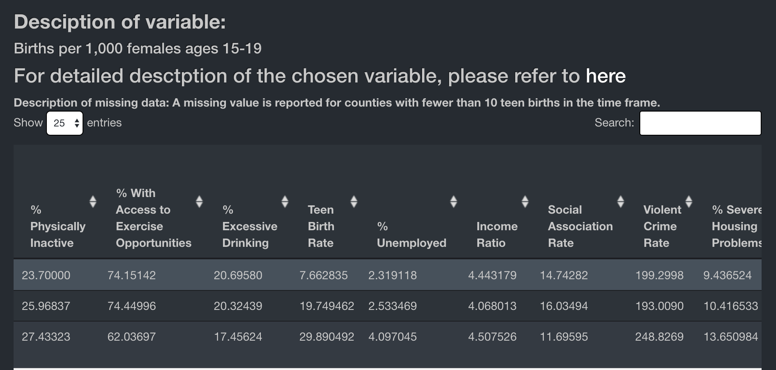 Desciption of variable:
Births per 1,000 females ages 15-19
For detailed desctption of the chosen variable, please refer to here
Description of missing data: A missing value is reported for counties with fewer than 10 teen births in the time frame.
Show 25 entries Search:
% Physically Inactive % With Access to Exercise Opportunities % Excessive Drinking Teen Birth Rate % Unemployed Income Ratio Social Association Rate Violent Crime Rate % Severe Housing Problems
23.70000 74.15142 20.69580 7.662835 2.319118 4.443179 14.74282 199.2998 9.436524
25.96837 74.44996 20.32439 19.749462 2.533469 4.068013 16.03494 193.0090 10.416533
27.43323 62.03697 17.45624 29.890492 4.097045 4.507526 11.69595 248.8269 13.650984